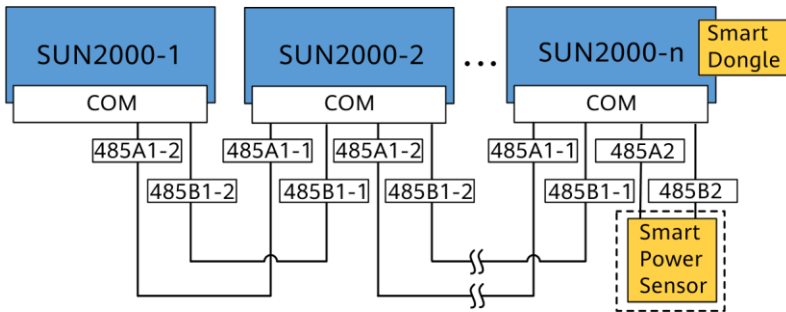 SUN2000-1
SUN2000-2
...
SUN2000-n
Smart
Dongle
COM
COM
COM
485A1-2
485A1-1
485A1-2
485A1-1
485A2
485B1-2
485B1-1
485B1-2
485B1-1
485B2
Smart
Power
Sensor